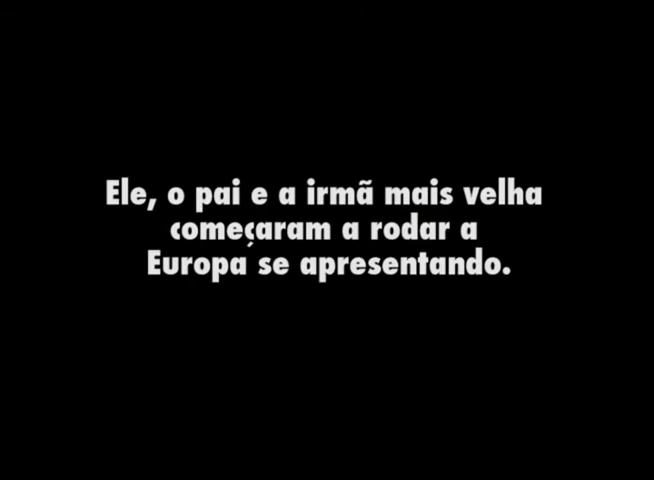 Ele, o pai e a irmã mais velha
começaram a rodar a
Europa se apresentando.